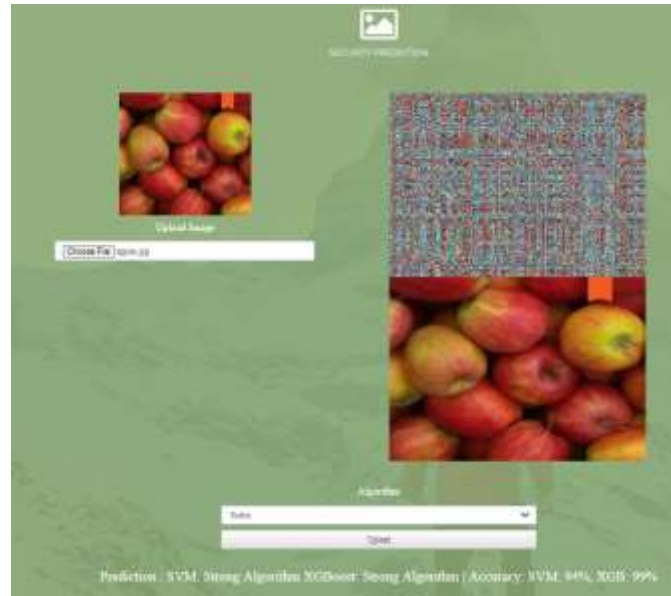 SECURITY PREDICTION
Upload Image
Choose File
Algorithm
Upload
Prediction : SVM: Strong Algorithm XGBoost: Strong Algorithm | Accuracy: SVM: 94%, XGB: 99%